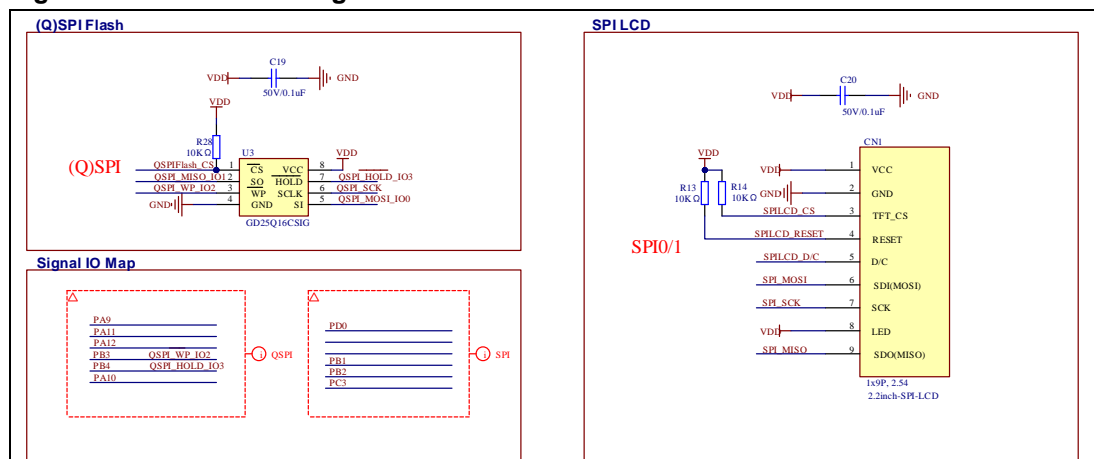 (Q)SPI Flash
C19
VDD
GND
50V/0.1uF
VDD
R28
10KΩ
U3
VDD
(Q)SPI
QSPIFlash_CS 1 CS VCC 8
QSPI_MISO_IO1 2 SO HOLD 7 QSPI_HOLD_IO3
QSPI_WP_IO2 3 WP SCLK 6 QSPI_SCK
GND 4 GND SI 5 QSPI_MOSI_IO0
GD25Q16CSIG
Signal IO Map
PA9
PA11
PA12
PB3 QSPI_WP_IO2
PB4 QSPI_HOLD_IO3
PA10
QSPI
PD0
PB1
PB2
PC3
SPI
SPI LCD
C20
VDD
GND
50V/0.1uF
CN1
VDD
R13
10KΩ
R14
10KΩ
SPI0/1
VDD 1 VCC
GND 2 GND
SPILCD_CS 3 TFT_CS
SPILCD_RESET 4 RESET
SPILCD_D/C 5 D/C
SPI_MOSI 6 SDI(MOSI)
SPI_SCK 7 SCK
VDD 8 LED
SPI_MISO 9 SDO(MISO)
1x9P, 2.54
2.2inch-SPI-LCD